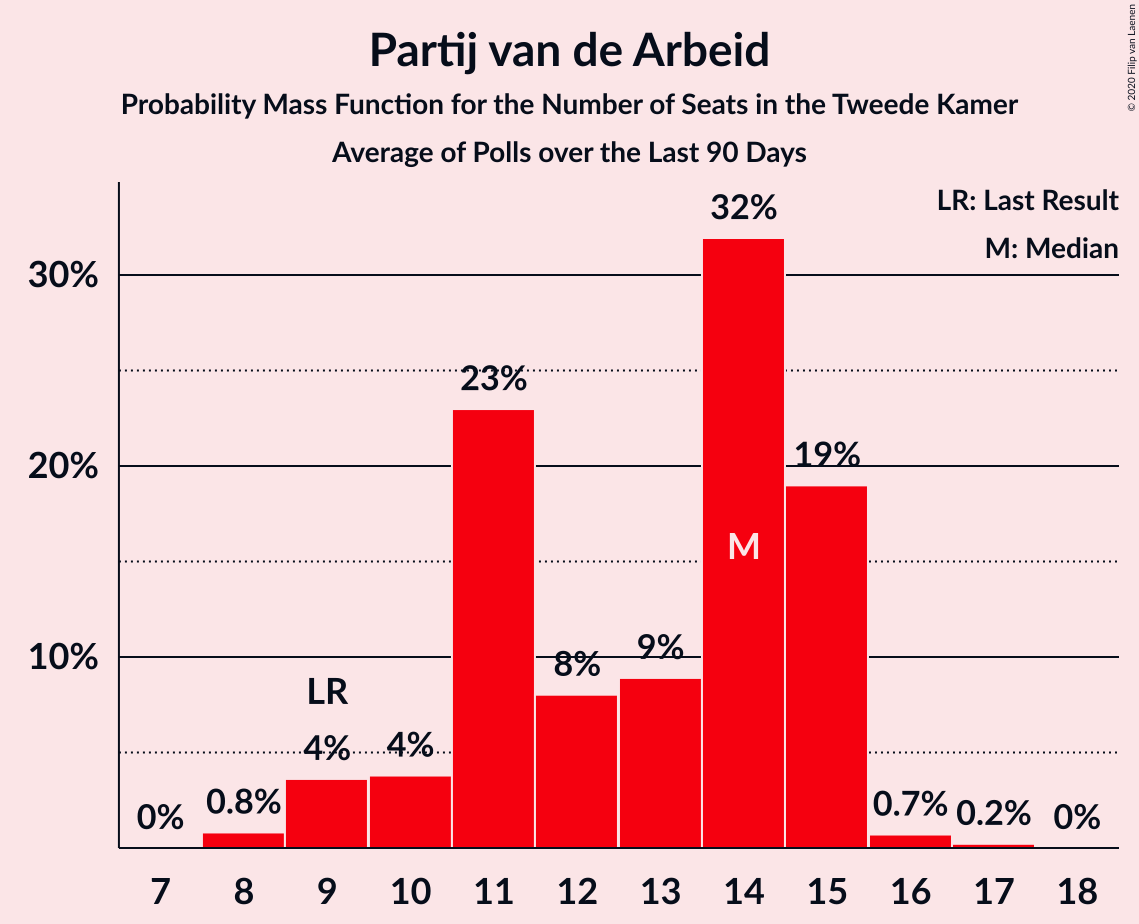 Partij van de Arbeid
Probability Mass Function for the Number of Seats in the Tweede Kamer
Average of Polls over the Last 90 Days
© 2020 Filip van Laenen
LR: Last Result
M: Median
32%
30%
23%
20%
19%
M
10%
9%
8%
LR
4%
4%
0%
0.8%
0.7%
0.2%
0%
7 8 9 10 11 12 13 14 15 16 17 18